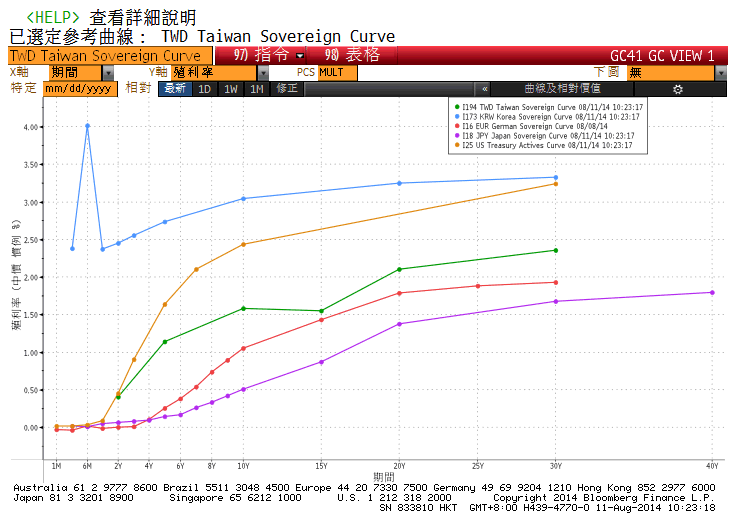 <HELP> 查看詳細說明
已選定參考曲線： TWD Taiwan Sovereign Curve
TWD Taiwan Sovereign Curve 97) 指令 98) 表格 GC41 GC VIEW 1
X軸 期間 Y軸 殖利率 PCS MULT 下圖 無
特定 mm/dd/yyyy 相對 最新 1D 1W 1M 修正 « 曲線及相對價值
I194 TWD Taiwan Sovereign Curve 08/11/14 10:23:17
I173 KRW Korea Sovereign Curve 08/11/14 10:23:17
I16 EUR German Sovereign Curve 08/08/14
I18 JPY Japan Sovereign Curve 08/11/14 10:23:17
I25 US Treasury Actives Curve 08/11/14 10:23:17
殖利率 (中價 慣例 %)
4.00
3.50
3.00
2.50
2.00
1.50
1.00
0.50
0.00
1M 6M 2Y 4Y 6Y 8Y 10Y 15Y 20Y 25Y 30Y 40Y
期間
Australia 61 2 9777 8600 Brazil 5511 3048 4500 Europe 44 20 7330 7500 Germany 49 69 9204 1210 Hong Kong 852 2977 6000
Japan 81 3 3201 8900 Singapore 65 6212 1000 U.S. 1 212 318 2000 Copyright 2014 Bloomberg Finance L.P.
SN 833810 HKT GMT+8:00 H439-4770-0 11-Aug-2014 10:23:18